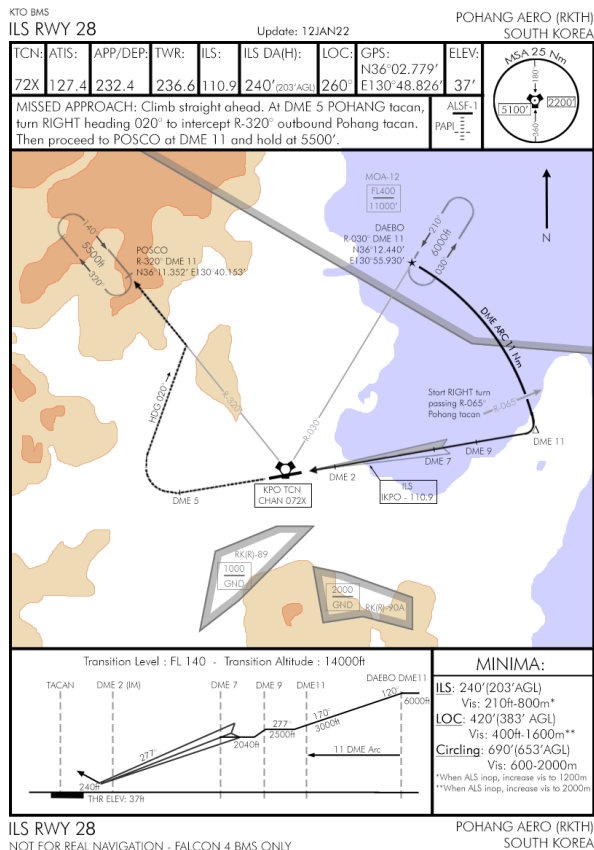 KTO BMS
ILS RWY 28
Update: 12JAN22
POHANG AERO (RKTH)
SOUTH KOREA
TCN: ATIS: APP/DEP: TWR: ILS: ILS DA(H): LOC: GPS: ELEV:
72X 127.4 232.4 236.6 110.9 240'(203'AGL) 260° N36°02.779' E130°48.826' 37'
MSA 25 Nm
180
5100'
2200'
360
MISSED APPROACH: Climb straight ahead. At DME 5 POHANG tacan,
turn RIGHT heading 020° to intercept R-320° outbound Pohang tacan.
Then proceed to POSCO at DME 11 and hold at 5500'.
ALSF-1
PAPI
MOA-12
FL400
11000'
DAEBO
R-030° DME 11
N36°12.440'
E130°55.930'
210°
6000ft
030°
N
140°
5500ft
320°
POSCO
R-320° DME 11
N36°11.352' E130°40.153'
DME ARC 11 Nm
HDG 020°
R-320°
R-030°
Start RIGHT turn
passing R-065°
Pohang tacan
R-065°
DME 11
DME 9
DME 7
DME 2
DME 5
KPO TCN
CHAN 072X
ILS
IKPO - 110.9
RK(R)-89
1000
GND
2000
GND
RK(R)-90A
Transition Level : FL 140 - Transition Altitude : 14000ft
TACAN
DME 2 (IM)
DME 7
DME 9
DME11
DAEBO DME11
120°
6000ft
170°
3000ft
277°
2500ft
2040ft
277°
240ft
11 DME Arc
THR ELEV: 37ft
MINIMA:
ILS: 240'(203'AGL)
Vis: 210ft-800m*
LOC: 420'(383' AGL)
Vis: 400ft-1600m**
Circling: 690'(653'AGL)
Vis: 600-2000m
*When ALS inop, increase vis to 1200m
**When ALS inop, increase vis to 2000m
ILS RWY 28
NOT FOR REAL NAVIGATION - FALCON 4 BMS ONLY
POHANG AERO (RKTH)
SOUTH KOREA